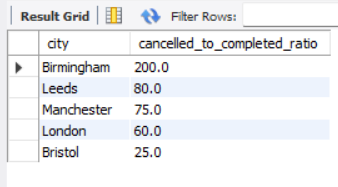 Result Grid Filter Rows:
city cancelled_to_completed_ratio
Birmingham 200.0
Leeds 80.0
Manchester 75.0
London 60.0
Bristol 25.0